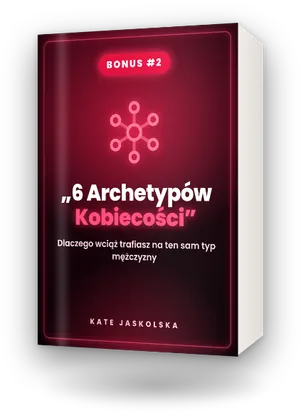 BONUS #2
„6 Archetypów
Kobiecości”
Dlaczego wciąż trafiasz na ten sam typ
mężczyzny
KATE JASKOLSKA